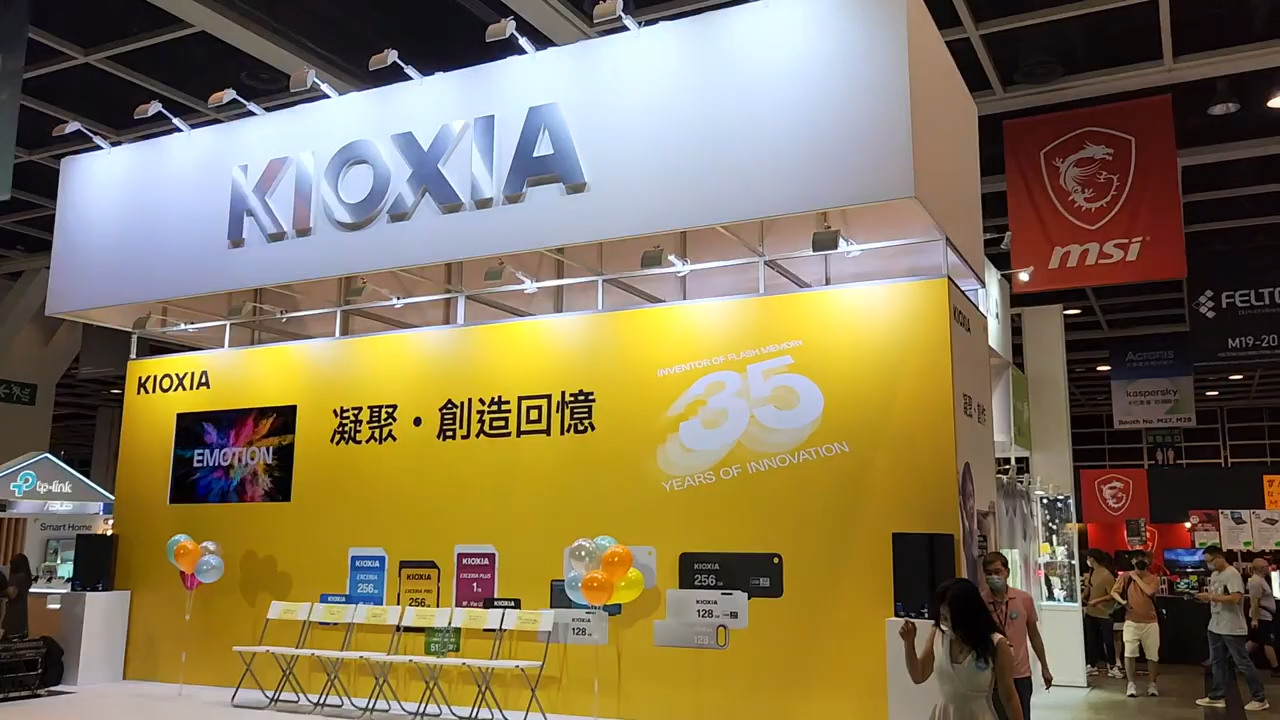 KIOXIA
msi
FELTO
M19-20
Acronis
kaspersky
Booth No. M27, M28
KIOXIA
KIOXIA
EMOTION
凝聚・創造回憶
INVENTOR OF FLASH MEMORY
35
YEARS OF INNOVATION
tp-link
ASUS
Smart Home
EXCERIA
256
KIOXIA
EXCERIA PRO
256
KIOXIA
EXCERIA PLUS
1
KIOXIA
128
KIOXIA
256
KIOXIA
128
128